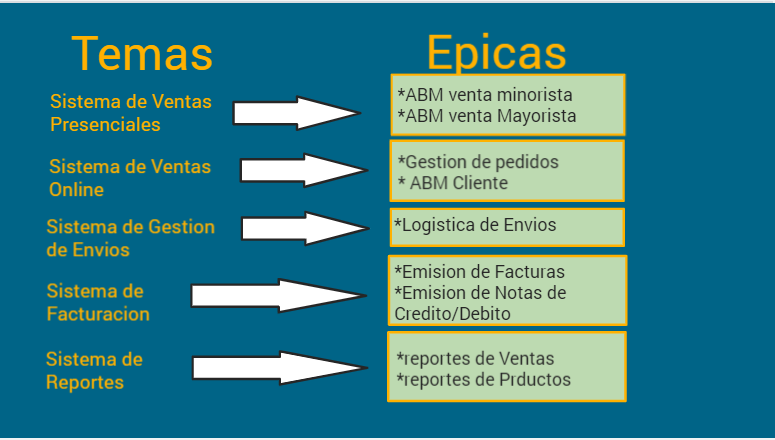 Temas
Epicas
Sistema de Ventas
Presenciales
*ABM venta minorista
*ABM venta Mayorista
Sistema de Ventas
Online
*Gestion de pedidos
* ABM Cliente
Sistema de Gestion
de Envios
*Logistica de Envios
Sistema de
Facturacion
*Emision de Facturas
*Emision de Notas de
Credito/Debito
Sistema de
Reportes
*reportes de Ventas
*reportes de Prductos